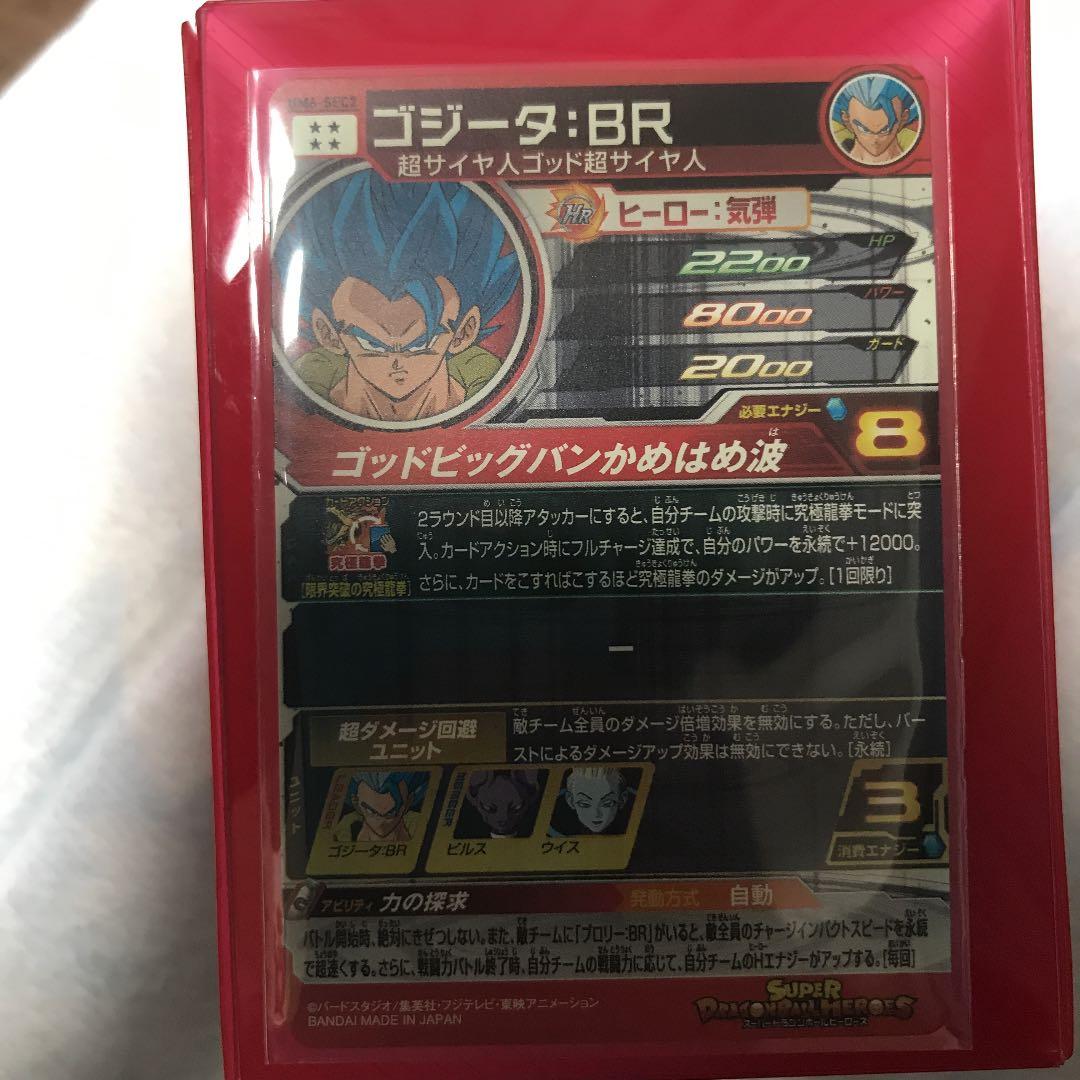 UM6-SEC2
ゴジータ:BR
超サイヤ人ゴッド超サイヤ人
HR ヒーロー:気弾
HP
2200
パワー
8000
ガード
2000
必要エナジー 8
ゴッドビッグバンかめはめ波
カードアクション
究極龍拳
[限界突破の究極龍拳]
2ラウンド目以降アタッカーにすると、自分チームの攻撃時に究極龍拳モードに突
入。カードアクション時にフルチャージ達成で、自分のパワーを永続で+12000。
さらに、カードをこすればこするほど究極龍拳のダメージがアップ。[1回限り]
ー
ユニット
超ダメージ回避
ユニット
敵チーム全員のダメージ倍増効果を無効にする。ただし、バー
ストによるダメージアップ効果は無効にできない。[永続]
ゴジータ:BR
ビルス
ウイス
3
消費エナジー
アビリティ 力の探求
発動方式 自動
バトル開始時、絶対にきぜつしない。また、敵チームに「ブロリー:BR」がいると、敵全員のチャージインパクトスピードを永続
で超速くする。さらに、戦闘力バトル終了時、自分チームの戦闘力に応じて、自分チームのHエナジーがアップする。[毎回]
©バードスタジオ/集英社・フジテレビ・東映アニメーション
BANDAI MADE IN JAPAN
SUPER
DRAGONBALL HEROES
スーパードラゴンボールヒーローズ